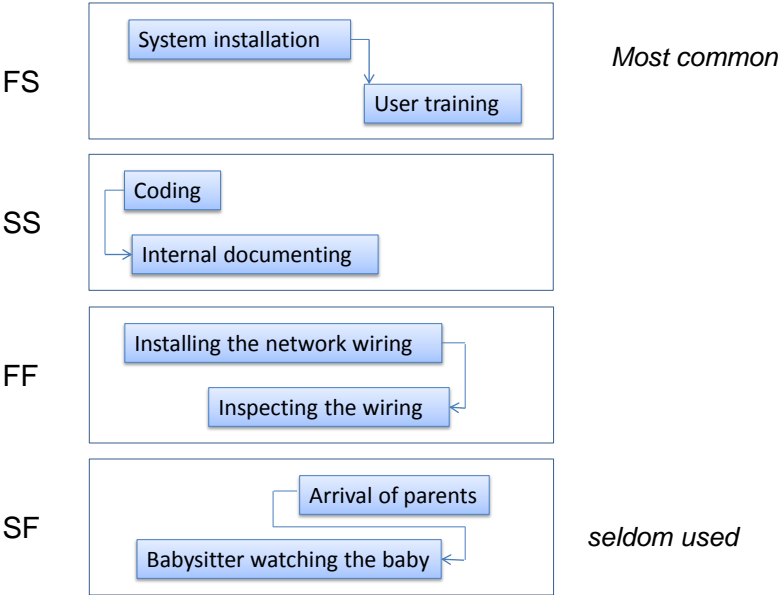 FS
System installation
User training
Most common
SS
Coding
Internal documenting
FF
Installing the network wiring
Inspecting the wiring
SF
Arrival of parents
Babysitter watching the baby
seldom used